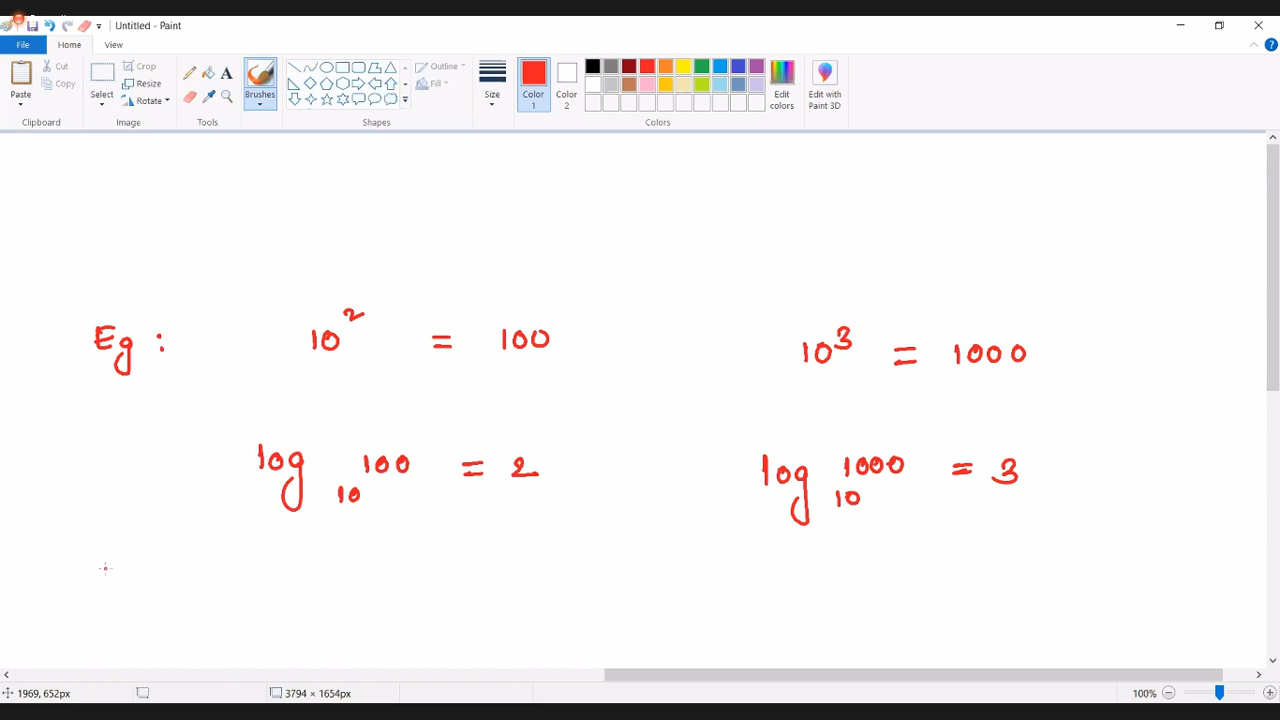 Untitled - Paint
File Home View
Paste
Cut
Copy
Clipboard
Select
Crop
Resize
Rotate
Image
Tools
Brushes
Outline
Fill
Shapes
Size
Color 1
Color 2
Edit colors
Edit with Paint 3D
Colors
Eg : 10² = 100 10³ = 1000
log₁₀ 100 = 2 log₁₀ 1000 = 3
1969, 652px 3794 × 1654px 100%